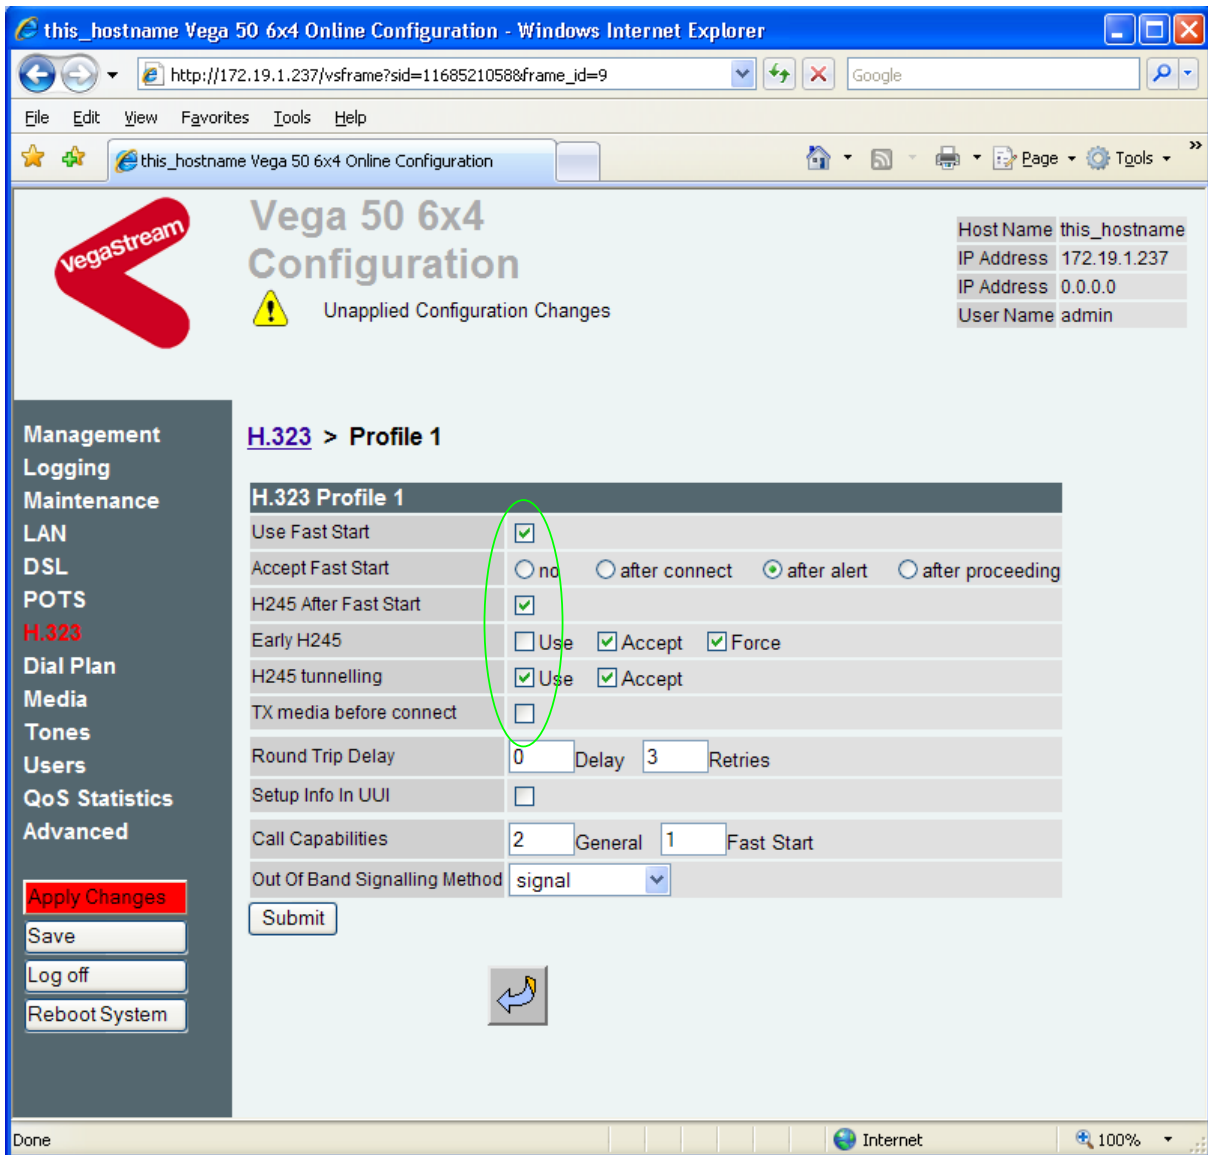 this_hostname Vega 50 6x4 Online Configuration - Windows Internet Explorer
http://172.19.1.237/vsframe?sid=1168521058&frame_id=9
Google
File Edit View Favorites Tools Help
this_hostname Vega 50 6x4 Online Configuration
Page Tools »
vegastream
Vega 50 6x4
Configuration
Unapplied Configuration Changes
Host Name this_hostname
IP Address 172.19.1.237
IP Address 0.0.0.0
User Name admin
Management
Logging
Maintenance
LAN
DSL
POTS
H.323
Dial Plan
Media
Tones
Users
QoS Statistics
Advanced
Apply Changes
Save
Log off
Reboot System
H.323 > Profile 1
H.323 Profile 1
Use Fast Start
Accept Fast Start no after connect after alert after proceeding
H245 After Fast Start
Early H245 Use Accept Force
H245 tunnelling Use Accept
TX media before connect
Round Trip Delay 0 Delay 3 Retries
Setup Info In UUI
Call Capabilities 2 General 1 Fast Start
Out Of Band Signalling Method signal
Submit
Done Internet 100%